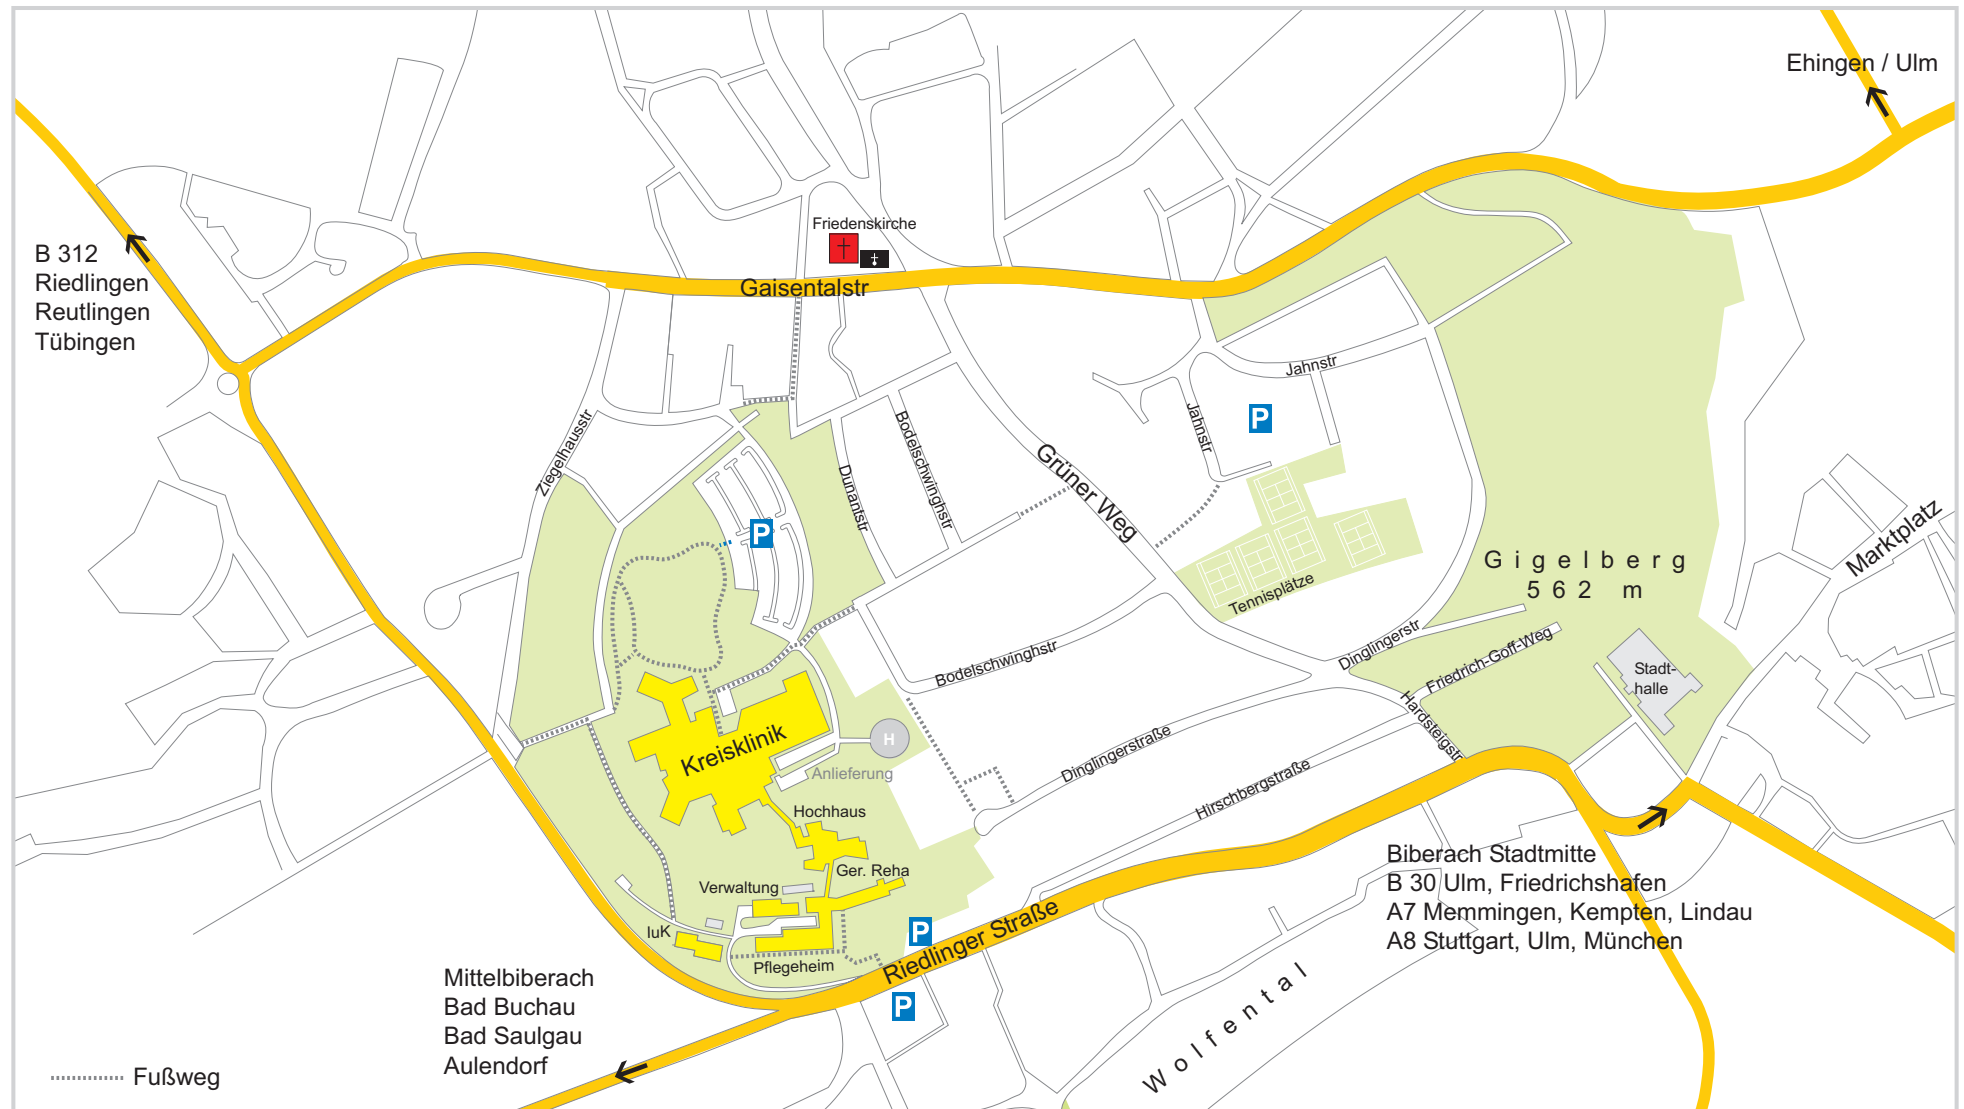 Ehingen / Ulm
B 312
Riedlingen
Reutlingen
Tübingen
Friedenskirche
Gaisentalstr
Jahnstr
Jahnstr
P
Ziegelhausstr
Bodelschwinghstr
Dunantstr
Grüner Weg
P
Marktplatz
Gigelberg
562 m
Tennisplätze
Dinglingerstr
Friedrich-Goff-Weg
Stadt-
halle
Bodelschwinghstr
Hardsteigstr
Kreisklinik
H
Anlieferung
Dinglingerstraße
Hirschbergstraße
Hochhaus
Ger. Reha
Verwaltung
IuK
Pflegeheim
P
Riedlinger Straße
P
Biberach Stadtmitte
B 30 Ulm, Friedrichshafen
A7 Memmingen, Kempten, Lindau
A8 Stuttgart, Ulm, München
Mittelbiberach
Bad Buchau
Bad Saulgau
Aulendorf
Wolfental
Fußweg